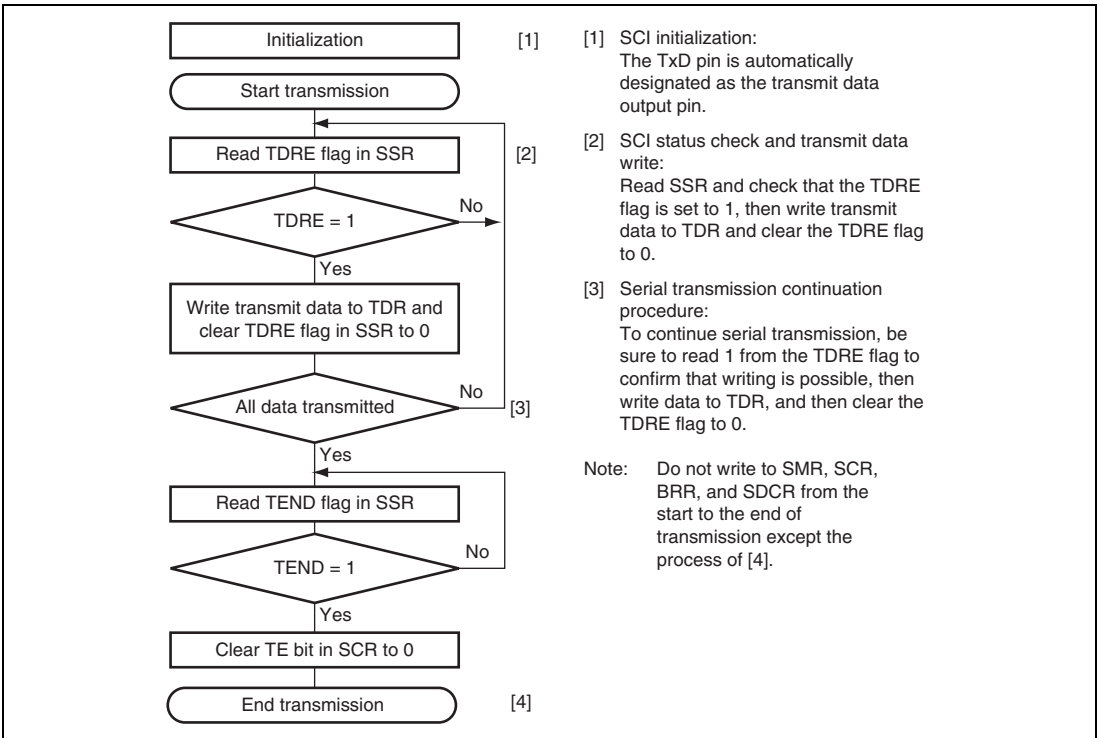 Initialization
[1]
Start transmission
Read TDRE flag in SSR
[2]
TDRE = 1
No
Yes
Write transmit data to TDR and
clear TDRE flag in SSR to 0
All data transmitted
No
[3]
Yes
Read TEND flag in SSR
TEND = 1
No
Yes
Clear TE bit in SCR to 0
End transmission
[4]
[1] SCI initialization:
The TxD pin is automatically
designated as the transmit data
output pin.
[2] SCI status check and transmit data
write:
Read SSR and check that the TDRE
flag is set to 1, then write transmit
data to TDR and clear the TDRE flag
to 0.
[3] Serial transmission continuation
procedure:
To continue serial transmission, be
sure to read 1 from the TDRE flag to
confirm that writing is possible, then
write data to TDR, and then clear the
TDRE flag to 0.
Note: Do not write to SMR, SCR,
BRR, and SDCR from the
start to the end of
transmission except the
process of [4].